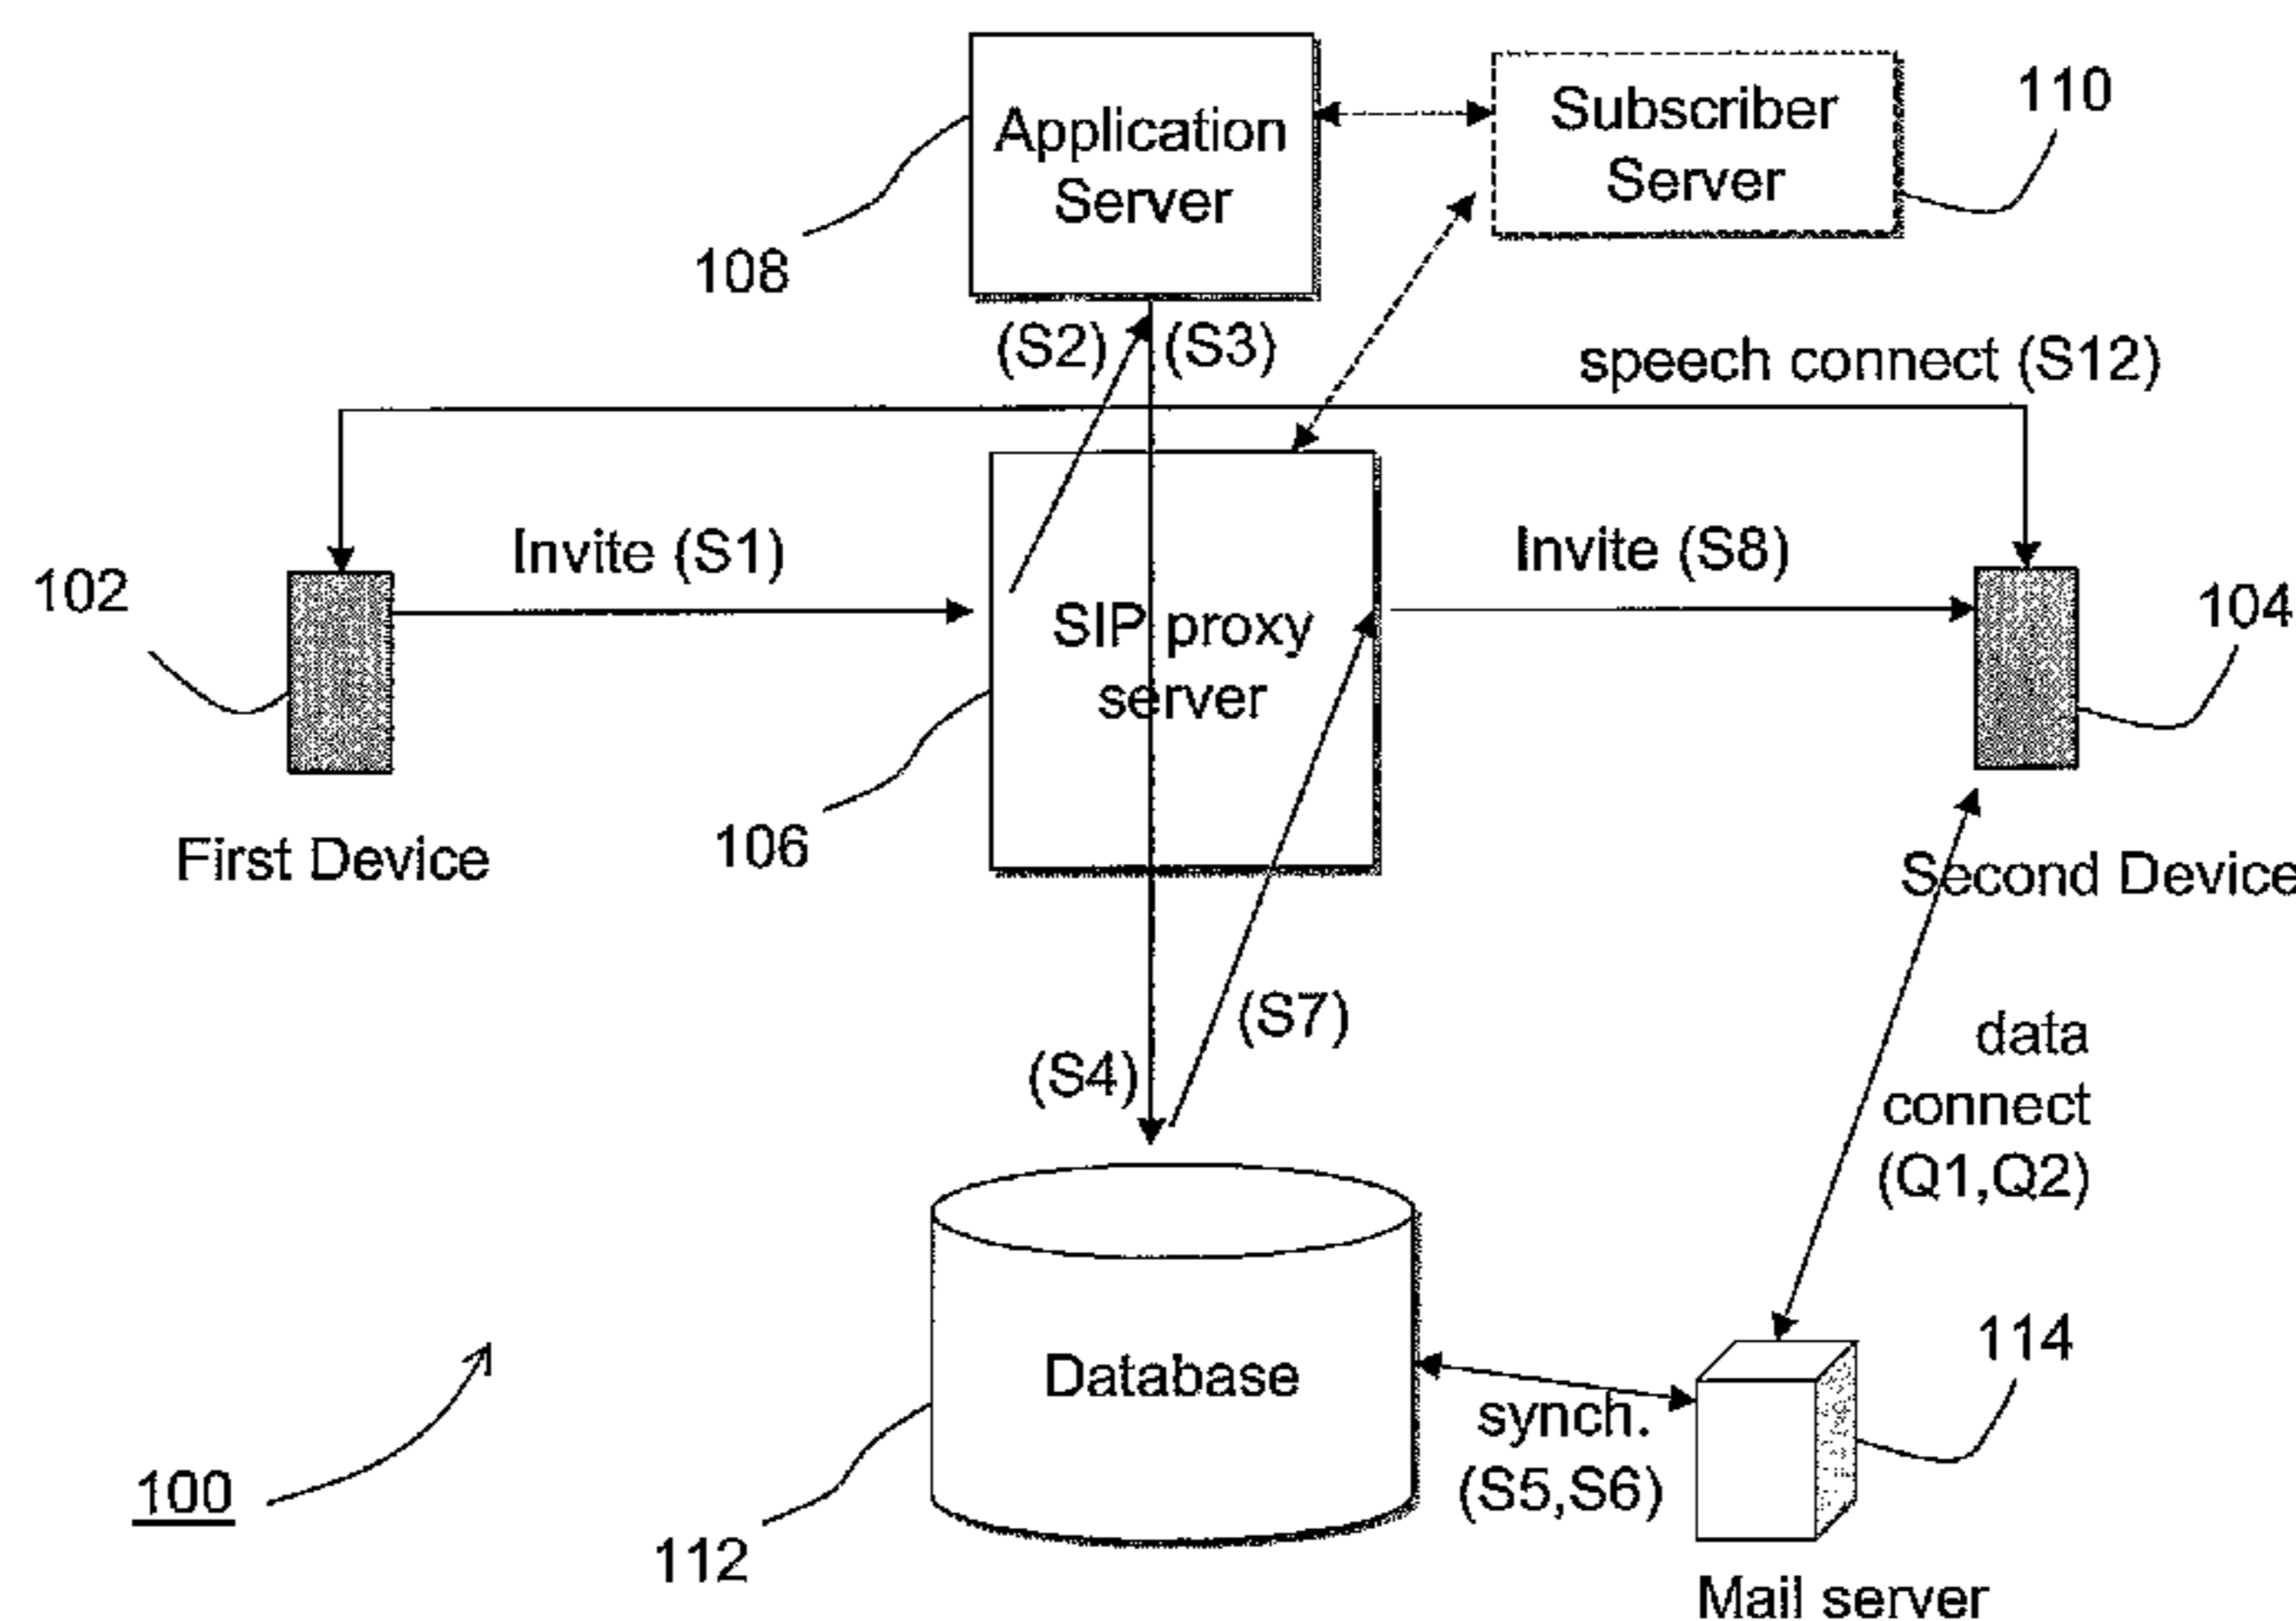 Application
Server
Subscriber
Server
110
108
(S2)
(S3)
speech connect (S12)
Invite (S1)
Invite (S8)
102
SIP proxy
server
104
106
First Device
Second Device
(S7)
(S4)
data
connect
(Q1,Q2)
Database
114
synch.
(S5,S6)
100
112
Mail server